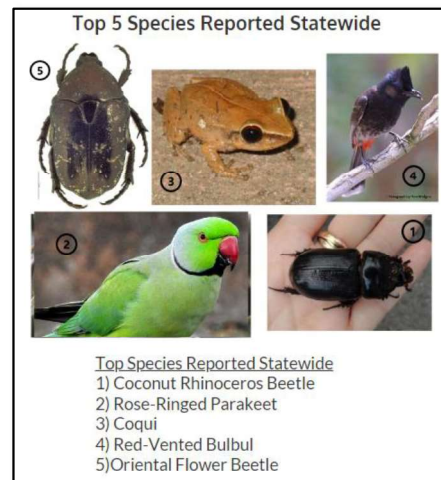 Top 5 Species Reported Statewide
5
3
4
2
1
Top Species Reported Statewide
1) Coconut Rhinoceros Beetle
2) Rose-Ringed Parakeet
3) Coqui
4) Red-Vented Bulbul
5)Oriental Flower Beetle